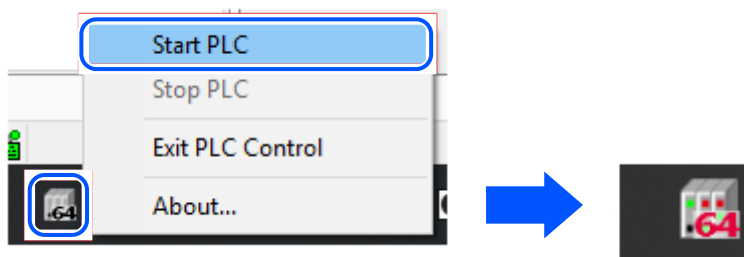 Start PLC
Stop PLC
Exit PLC Control
About...
64
64